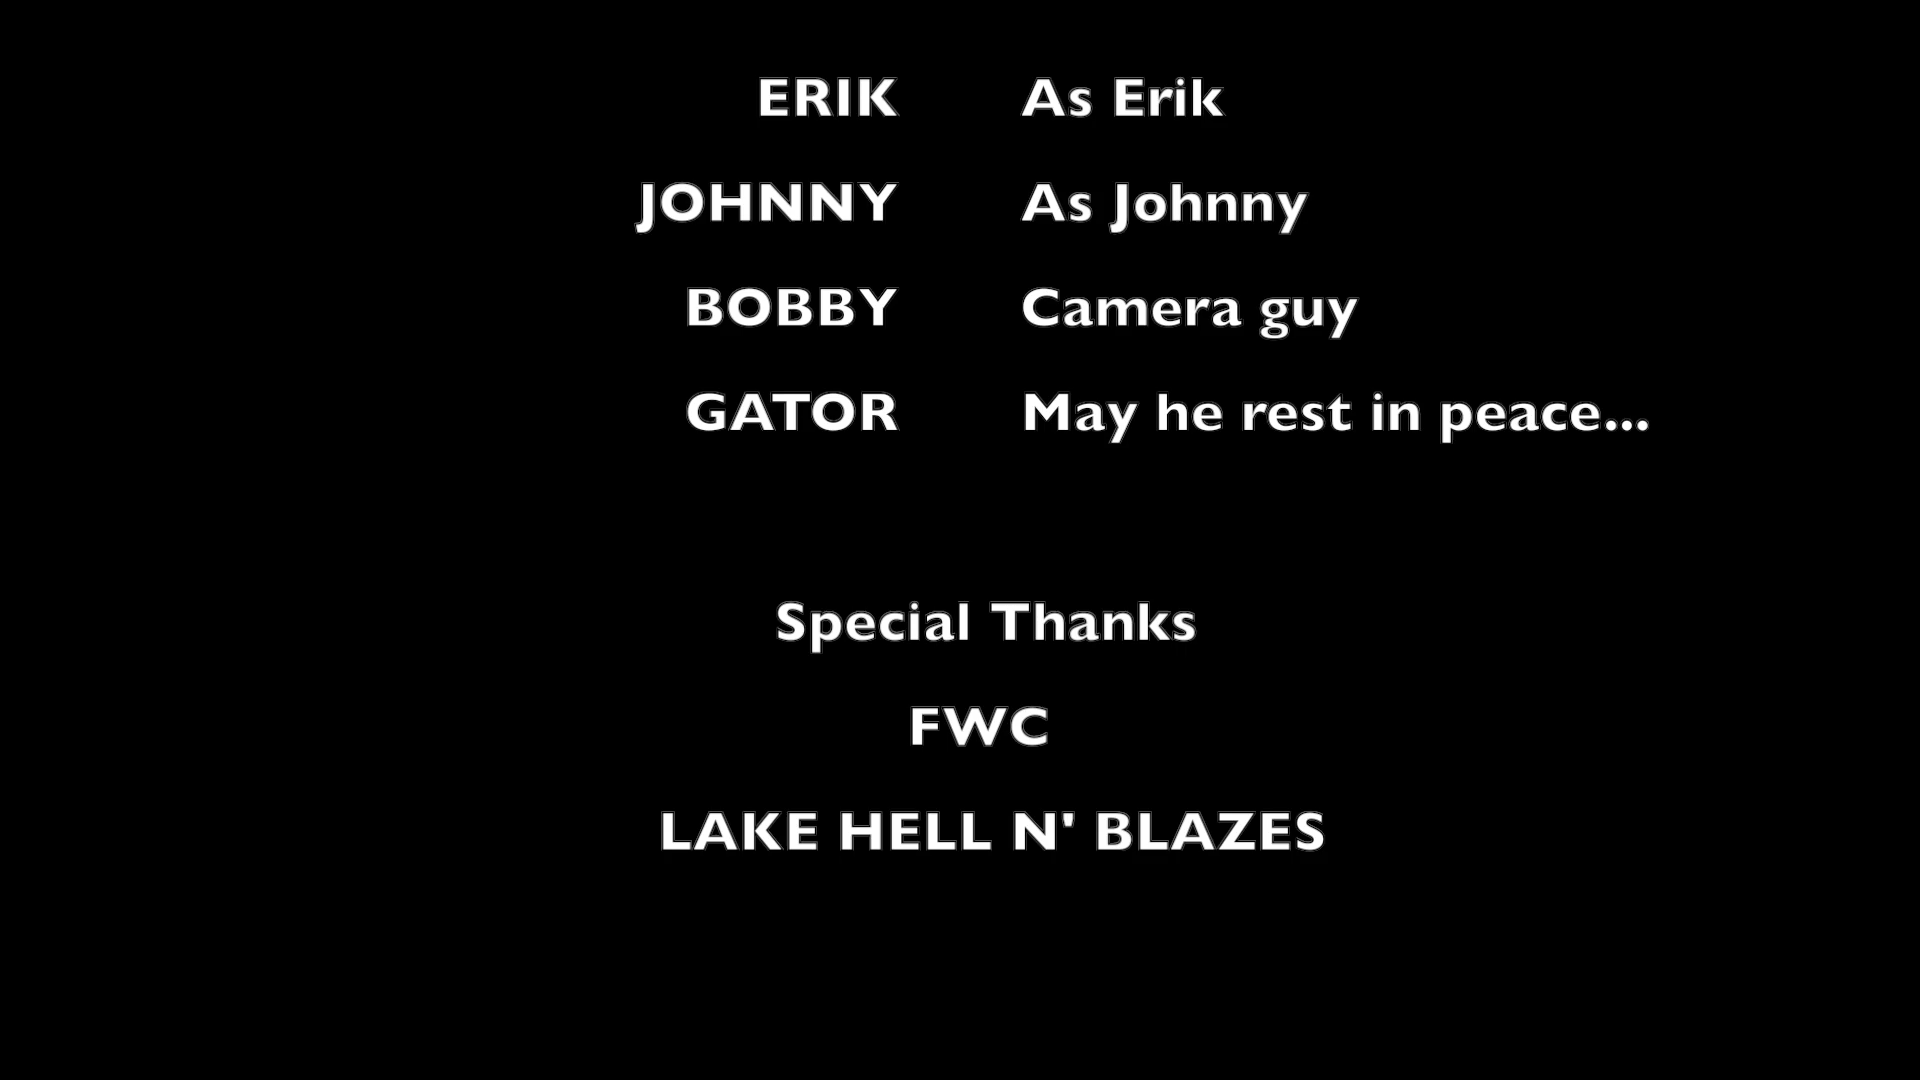 ERIK As Erik
JOHNNY As Johnny
BOBBY Camera guy
GATOR May he rest in peace...
Special Thanks
FWC
LAKE HELL N' BLAZES